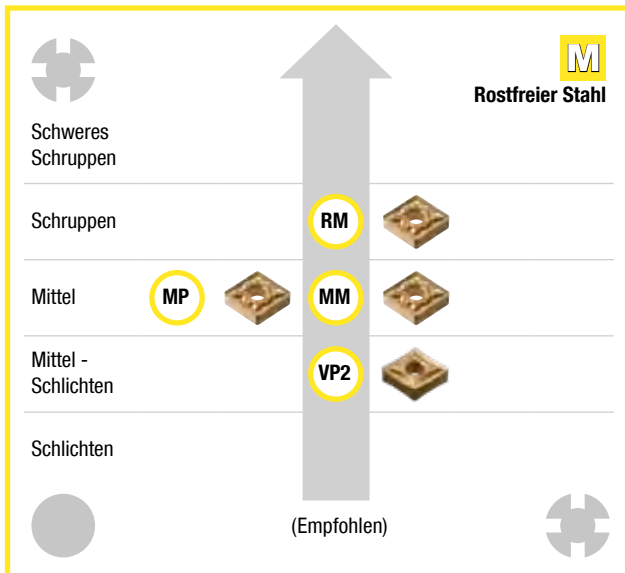 M
Rostfreier Stahl
Schweres
Schruppen
Schruppen
RM
Mittel
MP
MM
Mittel -
Schlichten
VP2
Schlichten
(Empfohlen)